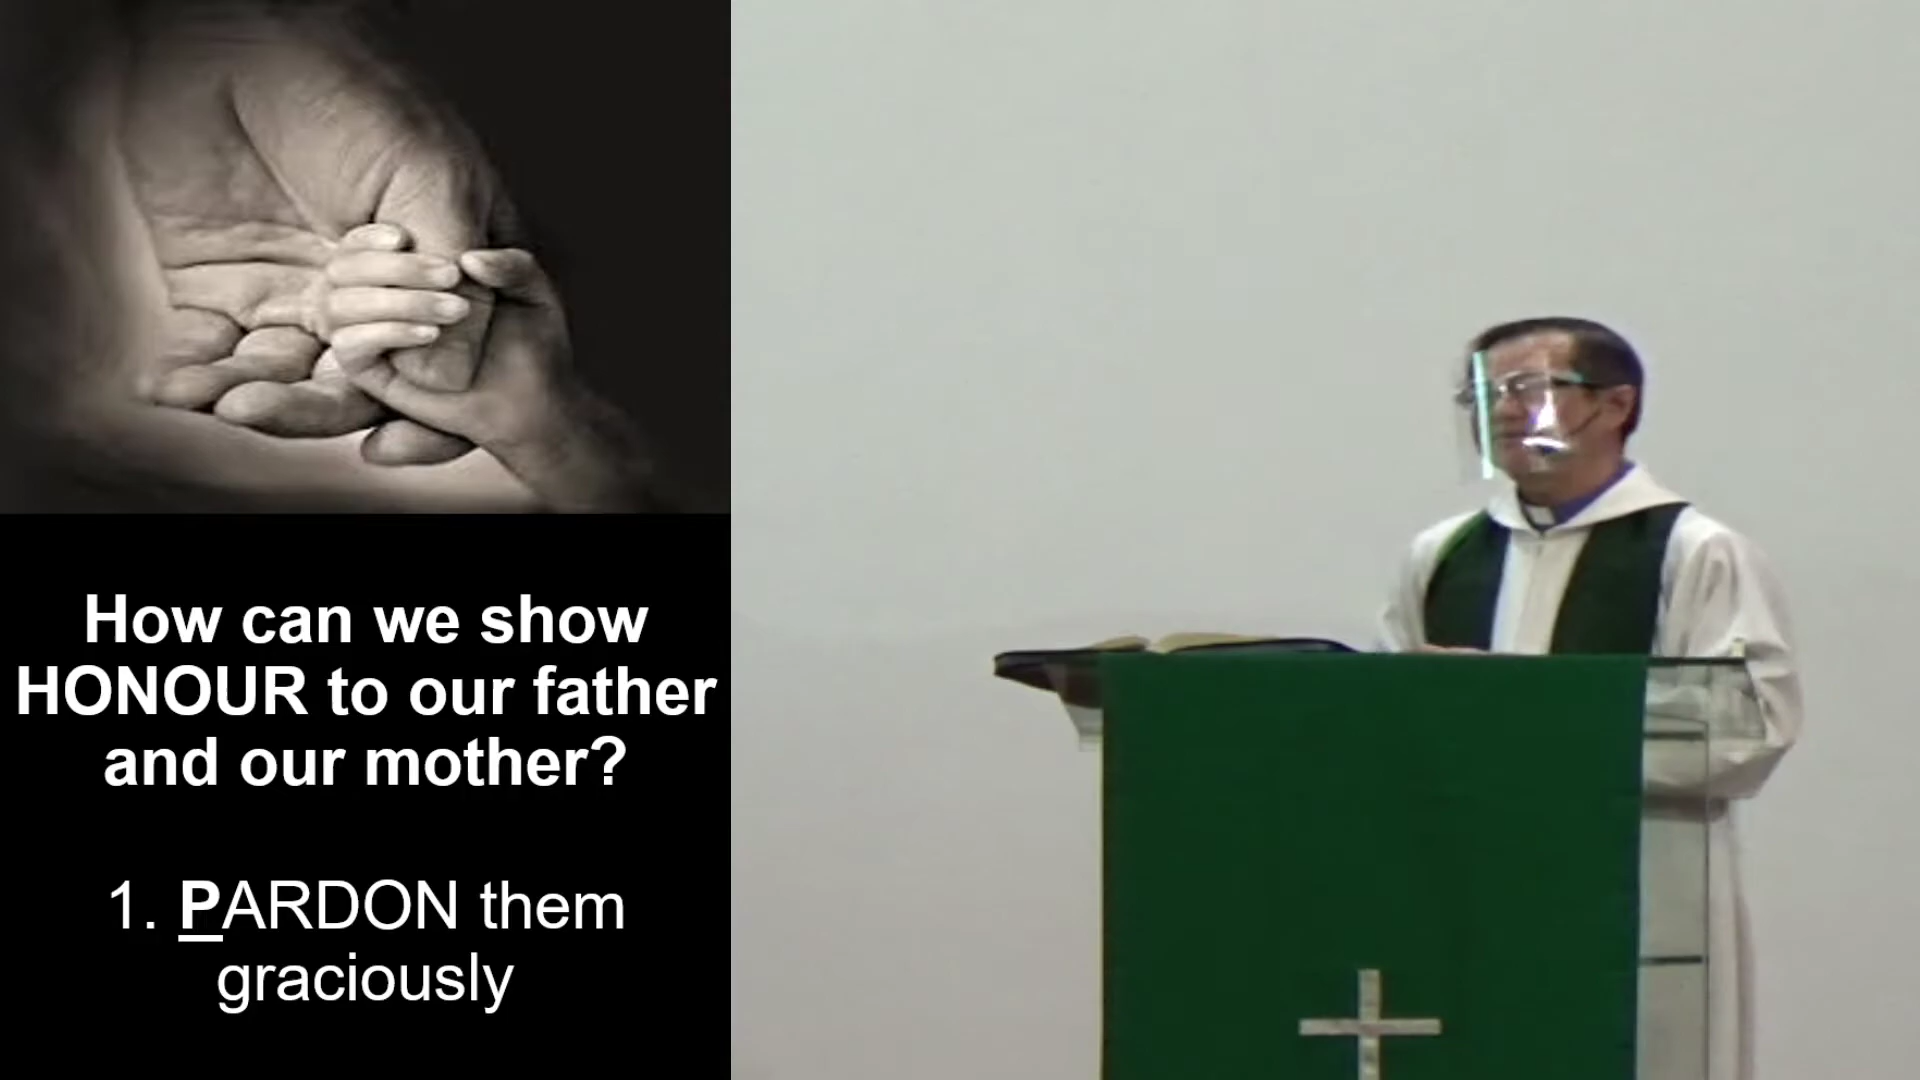 How can we show
HONOUR to our father
and our mother?
1. PARDON them
graciously